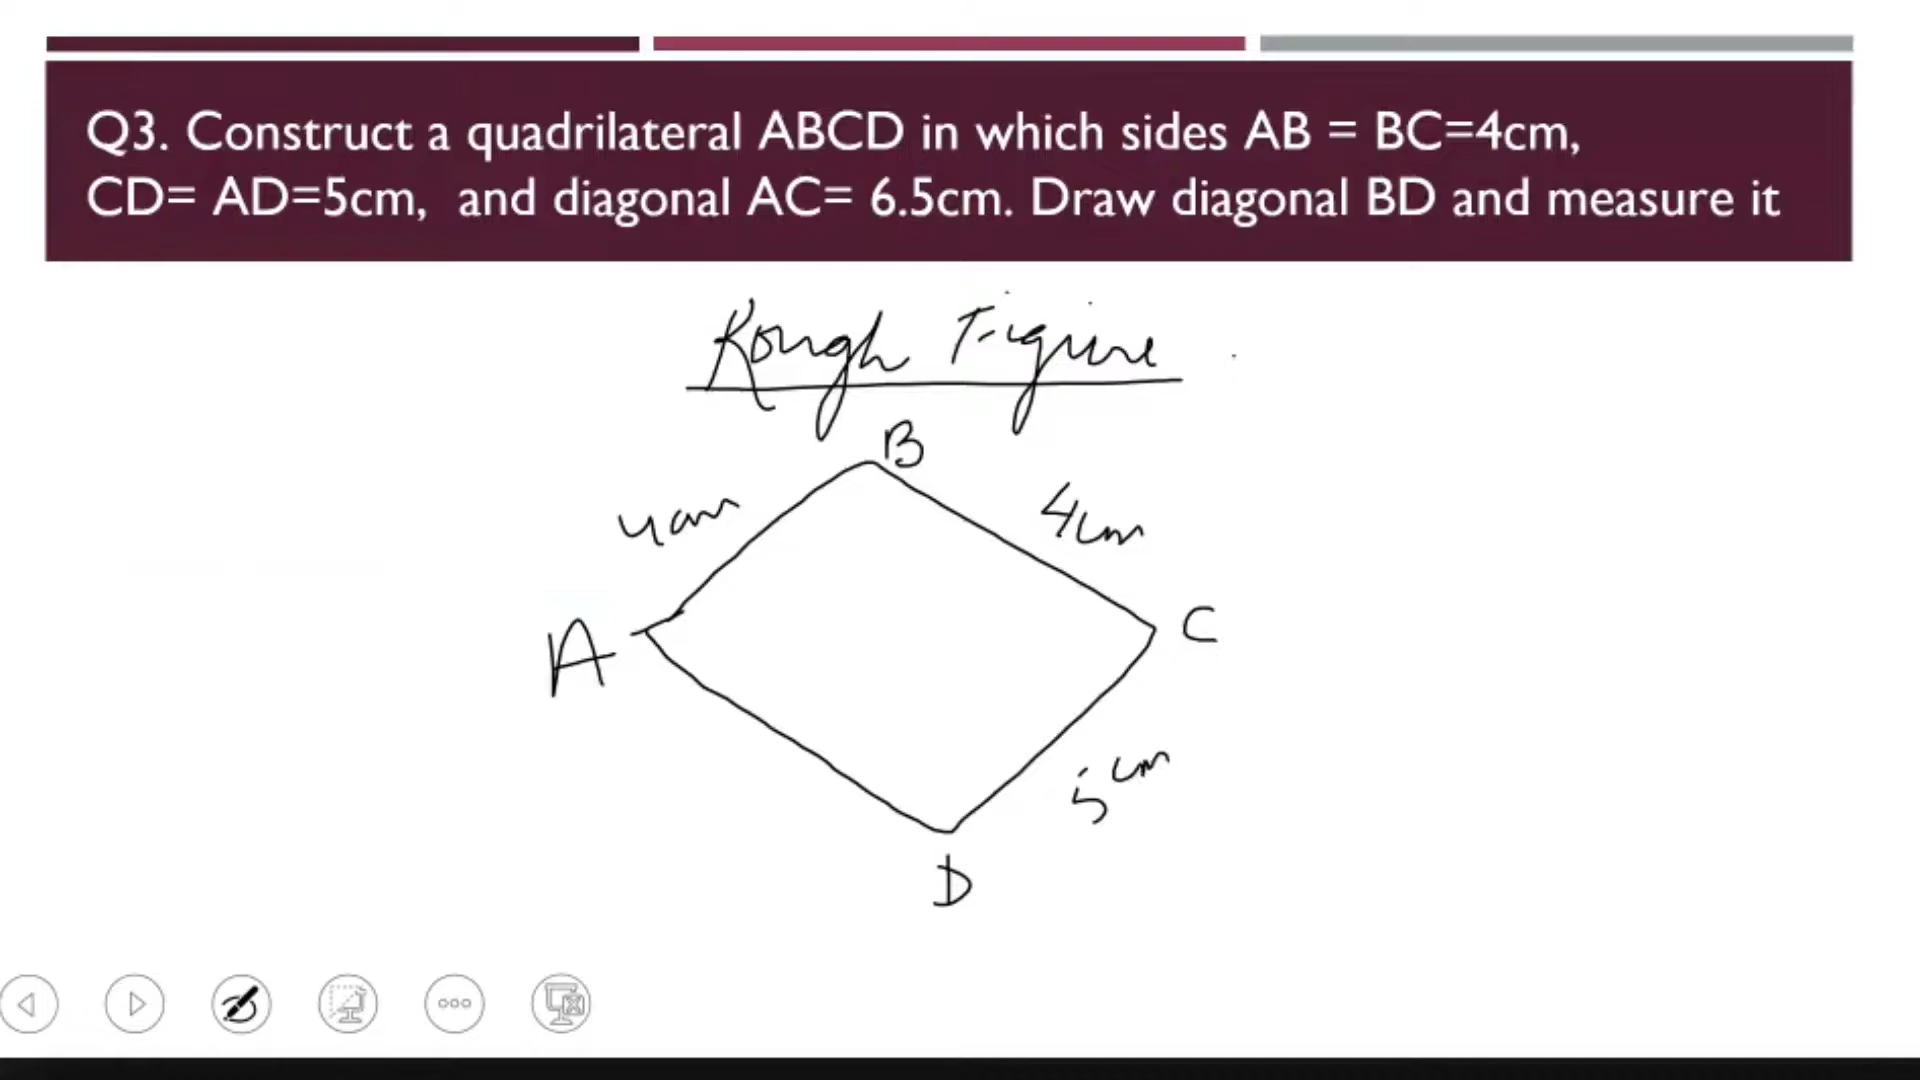 Q3. Construct a quadrilateral ABCD in which sides AB = BC=4cm,
CD= AD=5cm, and diagonal AC= 6.5cm. Draw diagonal BD and measure it
Rough Figure
B
4cm
4cm
A
C
5cm
D